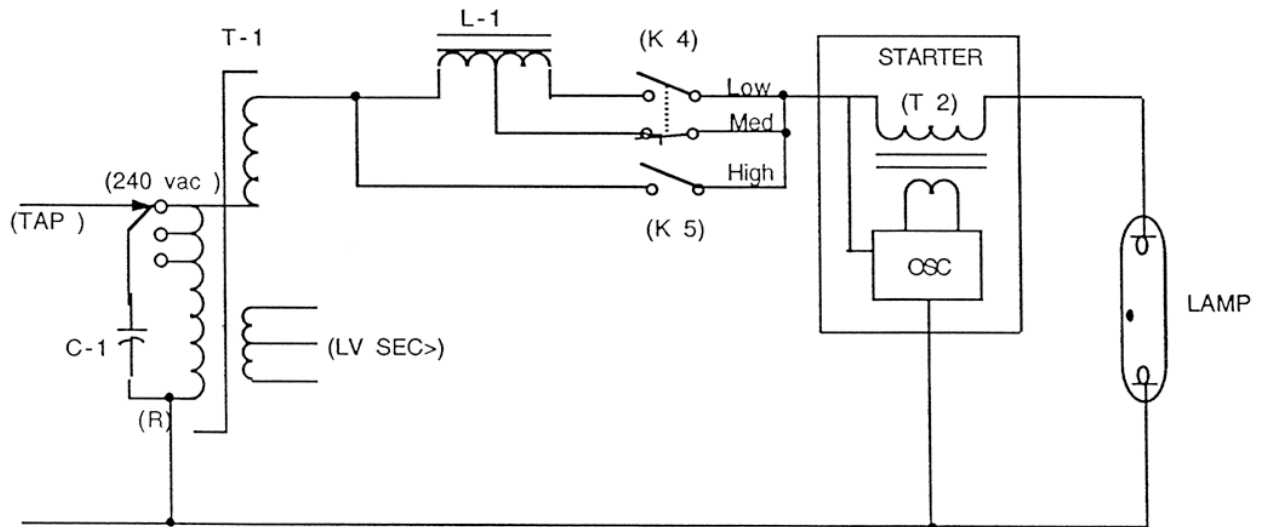 L-1
T-1
(K 4)
STARTER
Low
(T 2)
Med
High
(240 vac )
(TAP )
(K 5)
OSC
LAMP
C-1
(LV SEC>)
(R)